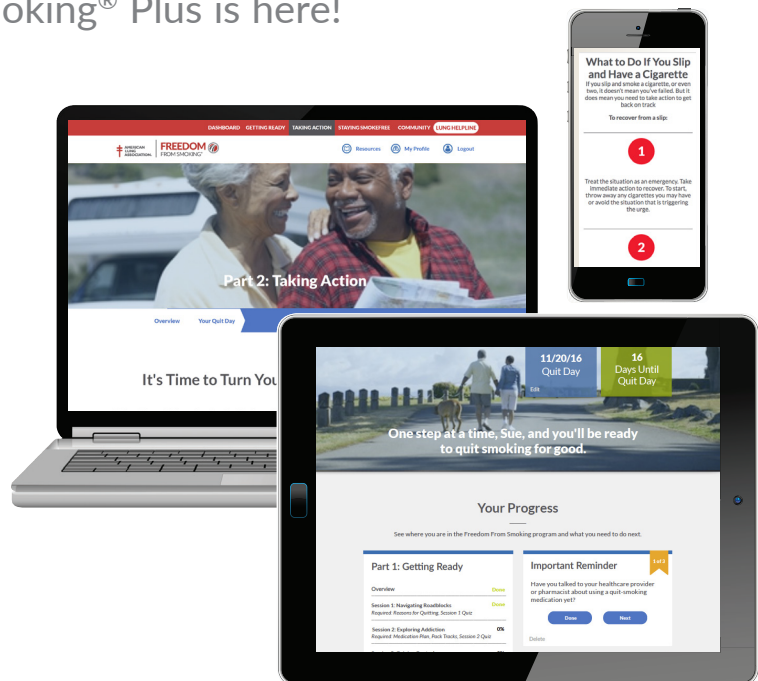 oking® Plus is here!
DASHBOARD GETTING READY TAKING ACTION STAYING SMOKEFREE COMMUNITY LUNG HELPLINE
AMERICAN LUNG ASSOCIATION. FREEDOM FROM SMOKING® Resources My Profile Logout
Part 2: Taking Action
Overview Your Quit Day
It's Time to Turn You
What to Do If You Slip
and Have a Cigarette
If you slip and smoke a cigarette, or even
two, it doesn't mean you've failed. But it
does mean you need to take action to get
back on track
To recover from a slip:
1
Treat the situation as an emergency. Take
immediate action to recover. To start,
throw away any cigarettes you may have
or avoid the situation that is triggering
the urge.
2
11/20/16
Quit Day
Edit
16
Days Until
Quit Day
One step at a time, Sue, and you'll be ready
to quit smoking for good.
Your Progress
See where you are in the Freedom From Smoking program and what you need to do next.
Part 1: Getting Ready
Overview Done
Session 1: Navigating Roadblocks Done
Required: Reasons for Quitting, Session 1 Quiz
Session 2: Exploring Addiction 0%
Required: Medication Plan, Pack Tracks, Session 2 Quiz
Important Reminder
1 of 3
Have you talked to your healthcare provider
or pharmacist about using a quit-smoking
medication yet?
Done Next
Delete